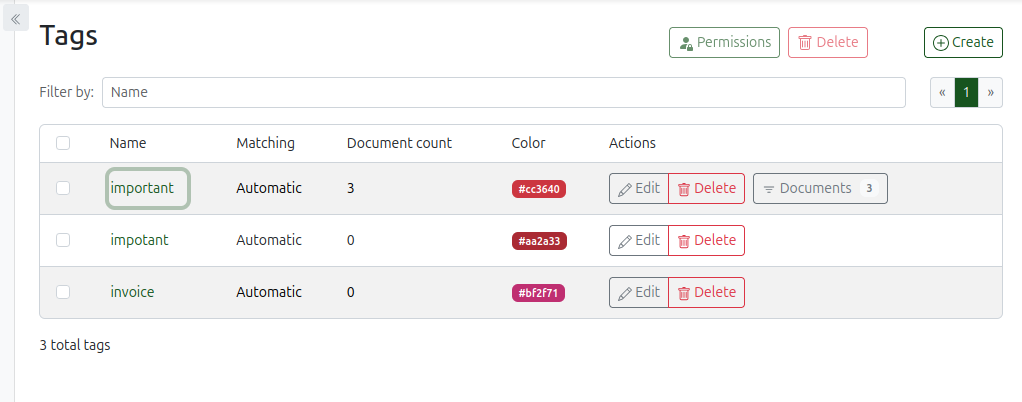 Tags
Permissions Delete Create
Filter by: Name « 1 »
Name Matching Document count Color Actions
important Automatic 3 #cc3640 Edit Delete Documents 3
impotant Automatic 0 #aa2a33 Edit Delete
invoice Automatic 0 #bf2f71 Edit Delete
3 total tags